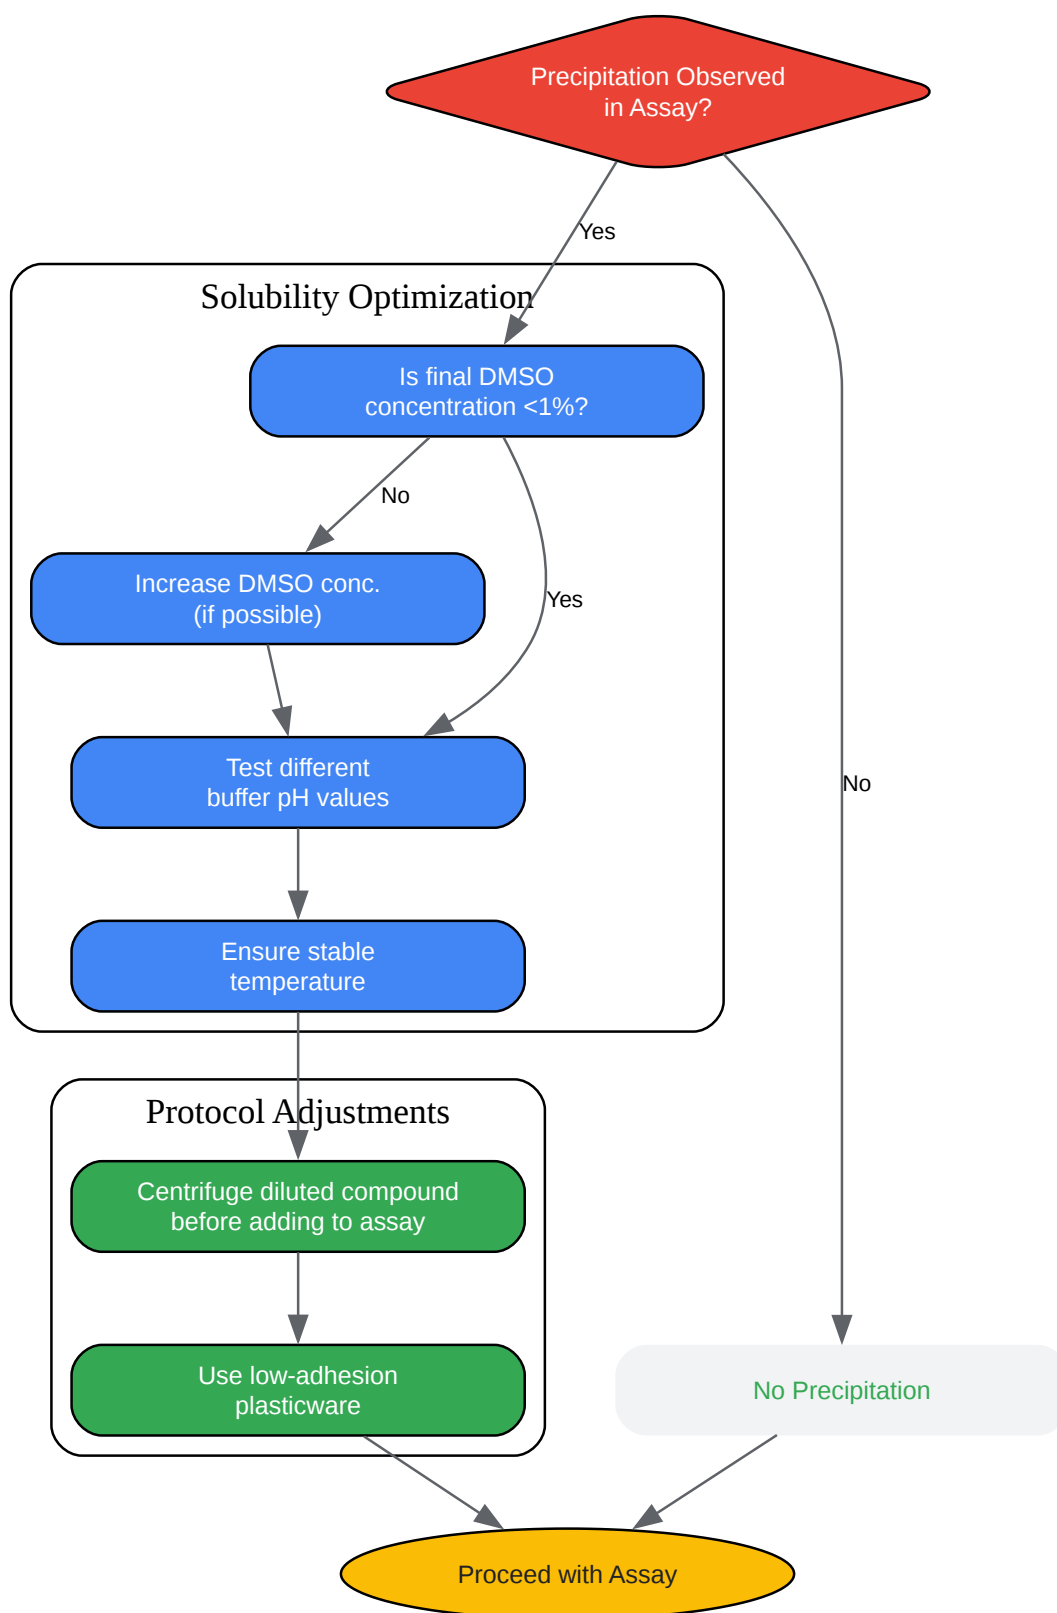 Precipitation Observed
in Assay?
Yes
Solubility Optimization
Is final DMSO
concentration <1%?
No
Increase DMSO conc.
(if possible)
Yes
Test different
buffer pH values
No
Ensure stable
temperature
Protocol Adjustments
Centrifuge diluted compound
before adding to assay
Use low-adhesion
plasticware
No Precipitation
Proceed with Assay